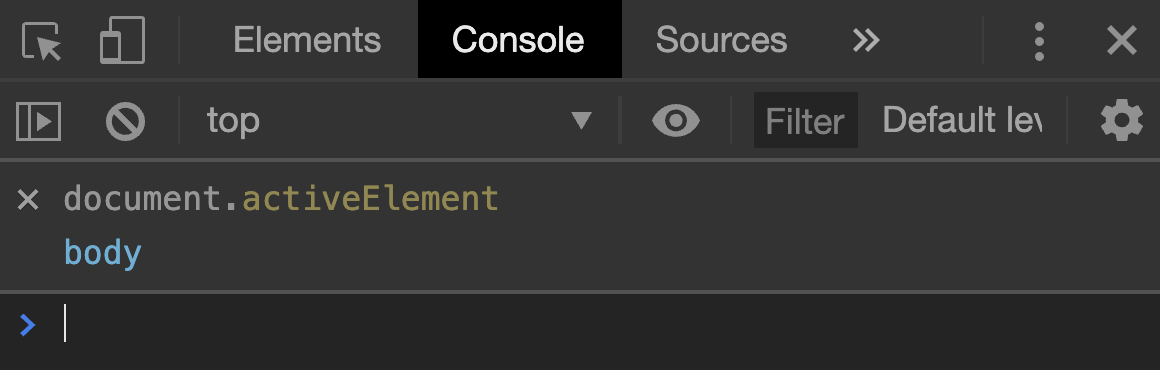 Elements Console Sources
top Filter Default lev
document.activeElement
body